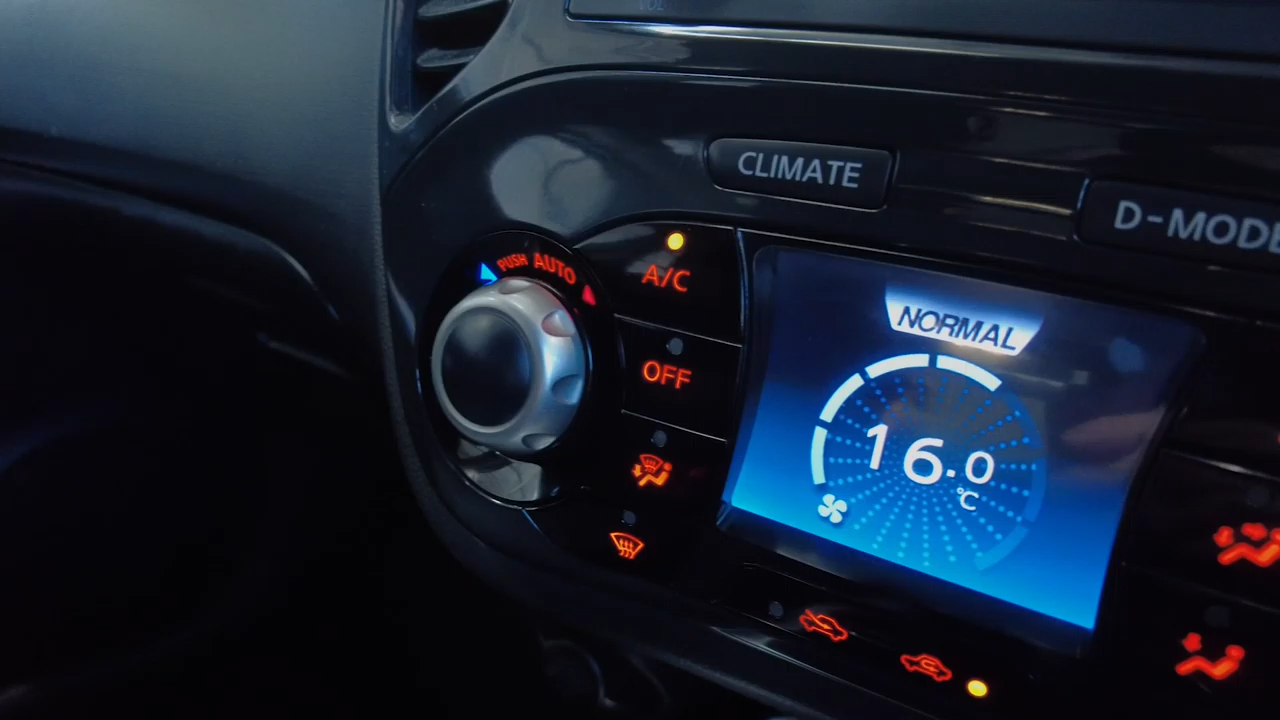 CLIMATE
D-MODE
PUSH AUTO
A/C
OFF
NORMAL
16.0
°C